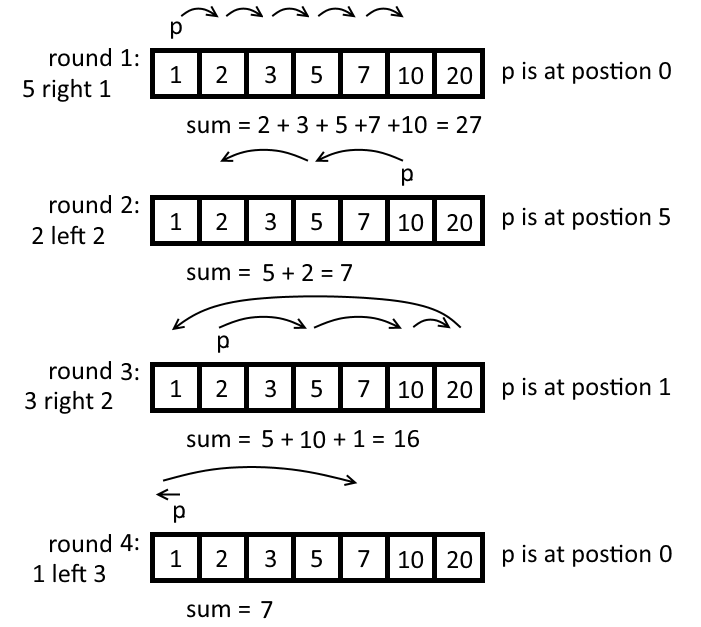 p
round 1:
5 right 1
1 2 3 5 7 10 20
p is at postion 0
sum = 2 + 3 + 5 +7 +10 = 27
p
round 2:
2 left 2
1 2 3 5 7 10 20
p is at postion 5
sum = 5 + 2 = 7
p
round 3:
3 right 2
1 2 3 5 7 10 20
p is at postion 1
sum = 5 + 10 + 1 = 16
p
round 4:
1 left 3
1 2 3 5 7 10 20
p is at postion 0
sum = 7